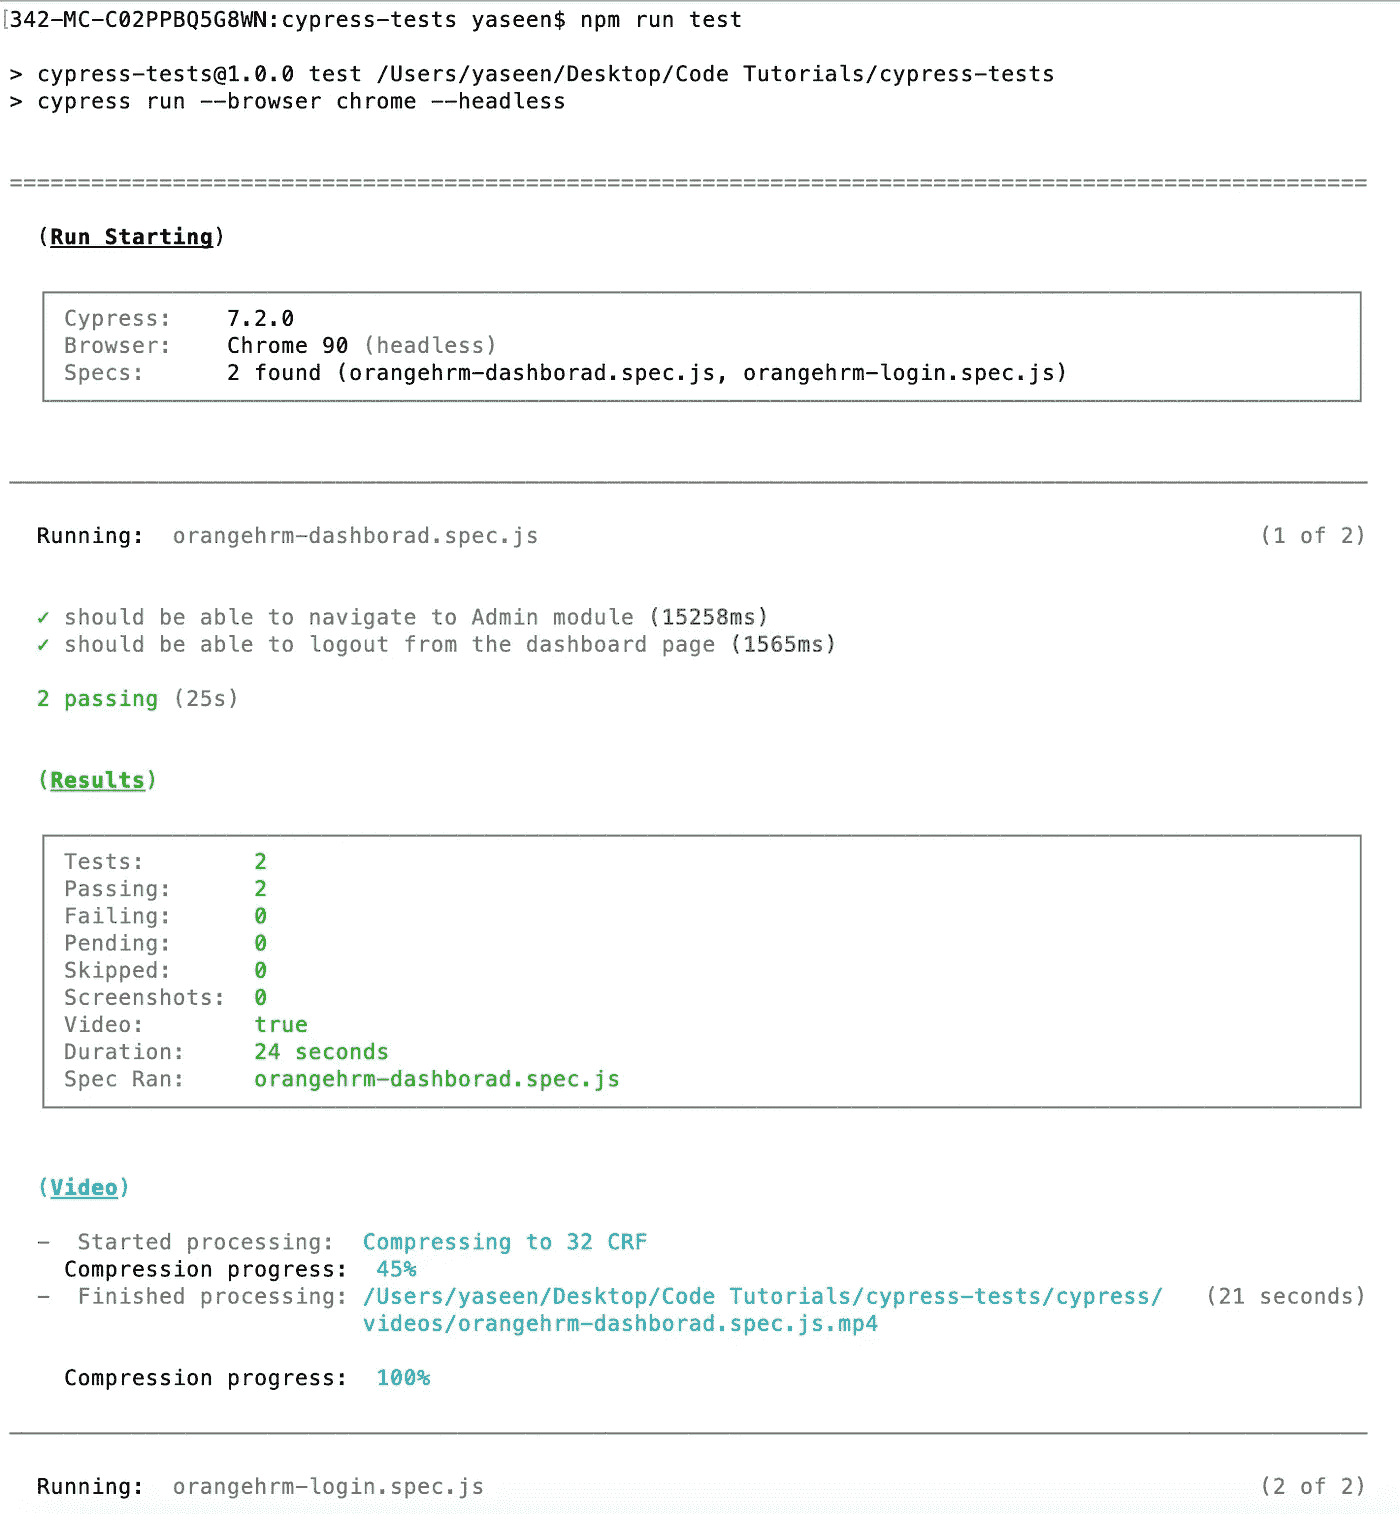 [342-MC-C02PPBQ5G8WN:cypress-tests yaseen$ npm run test
> cypress-tests@1.0.0 test /Users/yaseen/Desktop/Code Tutorials/cypress-tests
> cypress run --browser chrome --headless
====================================================================================================
(Run Starting)
Cypress: 7.2.0
Browser: Chrome 90 (headless)
Specs: 2 found (orangehrm-dashborad.spec.js, orangehrm-login.spec.js)
Running: orangehrm-dashborad.spec.js (1 of 2)
✓ should be able to navigate to Admin module (15258ms)
✓ should be able to logout from the dashboard page (1565ms)
2 passing (25s)
(Results)
Tests: 2
Passing: 2
Failing: 0
Pending: 0
Skipped: 0
Screenshots: 0
Video: true
Duration: 24 seconds
Spec Ran: orangehrm-dashborad.spec.js
(Video)
- Started processing: Compressing to 32 CRF
Compression progress: 45%
- Finished processing: /Users/yaseen/Desktop/Code Tutorials/cypress-tests/cypress/ (21 seconds)
videos/orangehrm-dashborad.spec.js.mp4
Compression progress: 100%
Running: orangehrm-login.spec.js (2 of 2)